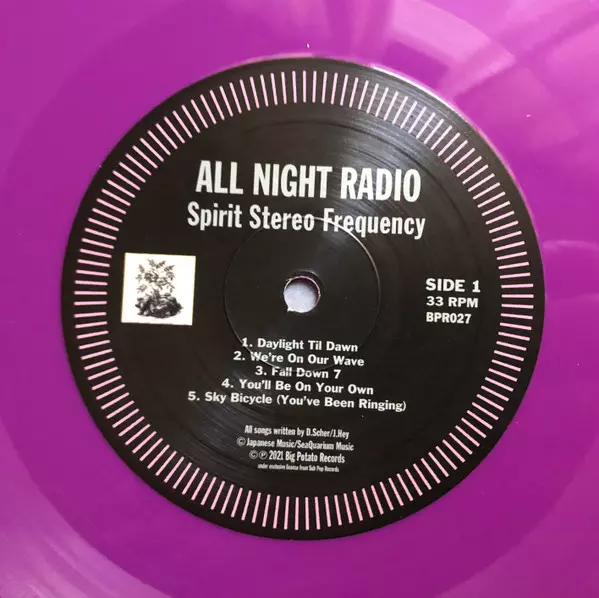 ALL NIGHT RADIO
Spirit Stereo Frequency
SIDE 1
33 RPM
BPR027
1. Daylight Til Dawn
2. We're On Our Wave
3. Fall Down 7
4. You'll Be On Your Own
5. Sky Bicycle (You've Been Ringing)
All songs written by D.Scher/J.Hey
©Japanese Music/SeaQuarium Music
©℗ 2021 Big Potato Records
under exclusive license from Sub Pop Records